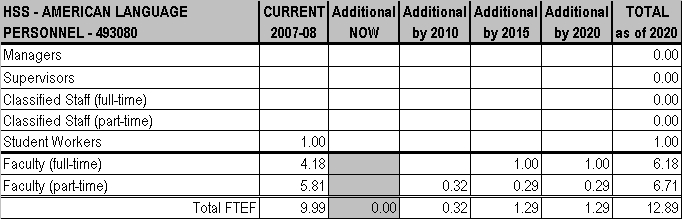 HSS - AMERICAN LANGUAGE CURRENT Additional Additional Additional Additional TOTAL
PERSONNEL - 493080 2007-08 NOW by 2010 by 2015 by 2020 as of 2020
Managers 0.00
Supervisors 0.00
Classified Staff (full-time) 0.00
Classified Staff (part-time) 0.00
Student Workers 1.00 1.00
Faculty (full-time) 4.18 1.00 1.00 6.18
Faculty (part-time) 5.81 0.32 0.29 0.29 6.71
Total FTEF 9.99 0.00 0.32 1.29 1.29 12.89